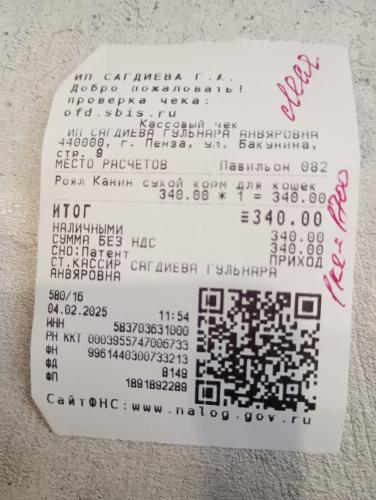 ИП САГДИЕВА Г.А.
Добро пожаловать!
проверка чека:
ofd.sbis.ru
Кассовый чек
ИП САГДИЕВА ГУЛЬНАРА АНВЯРОВНА
440000, г. Пенза, ул. Бакунина,
стр. 9
МЕСТО РАСЧЕТОВ Павильон 082
Роял Канин сухой корм для кошек
340.00 * 1 = 340.00
ИТОГ ≡340.00
НАЛИЧНЫМИ 340.00
СУММА БЕЗ НДС 340.00
СНО:Патент ПРИХОД
СТ.КАССИР САГДИЕВА ГУЛЬНАРА
АНВЯРОВНА
580/16
04.02.2025 11:54
ИНН 583703631000
РН ККТ 0003955747006733
ФН 9961440300733213
ФД 8149
ФП 1891892289
СайтФНС:www.nalog.gov.ru